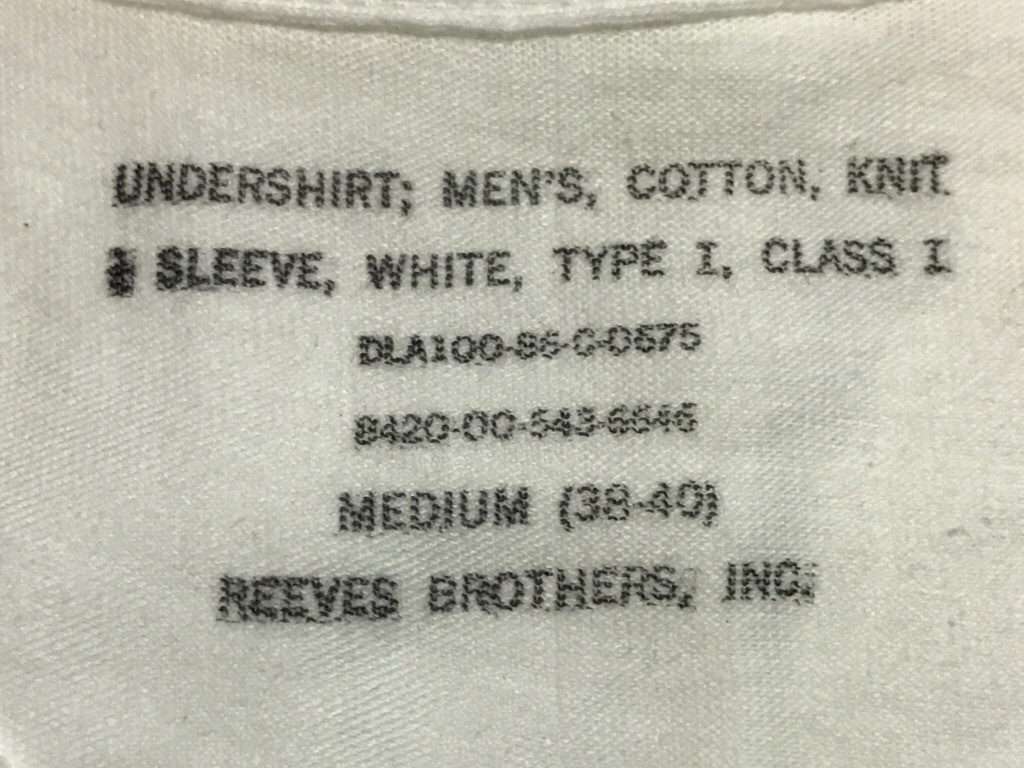 UNDERSHIRT; MEN'S, COTTON, KNIT
SLEEVE, WHITE, TYPE I, CLASS I
DLA100-86-C-0575
8420-00-543-6646
MEDIUM (38-40)
REEVES BROTHERS, INC.